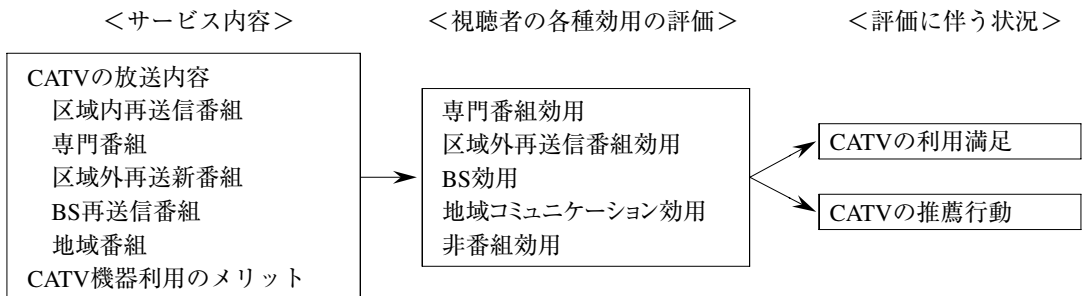 ＜サービス内容＞ ＜視聴者の各種効用の評価＞ ＜評価に伴う状況＞
CATVの放送内容
区域内再送信番組
専門番組
区域外再送新番組
BS再送信番組
地域番組
CATV機器利用のメリット
専門番組効用
区域外再送信番組効用
BS効用
地域コミュニケーション効用
非番組効用
CATVの利用満足
CATVの推薦行動